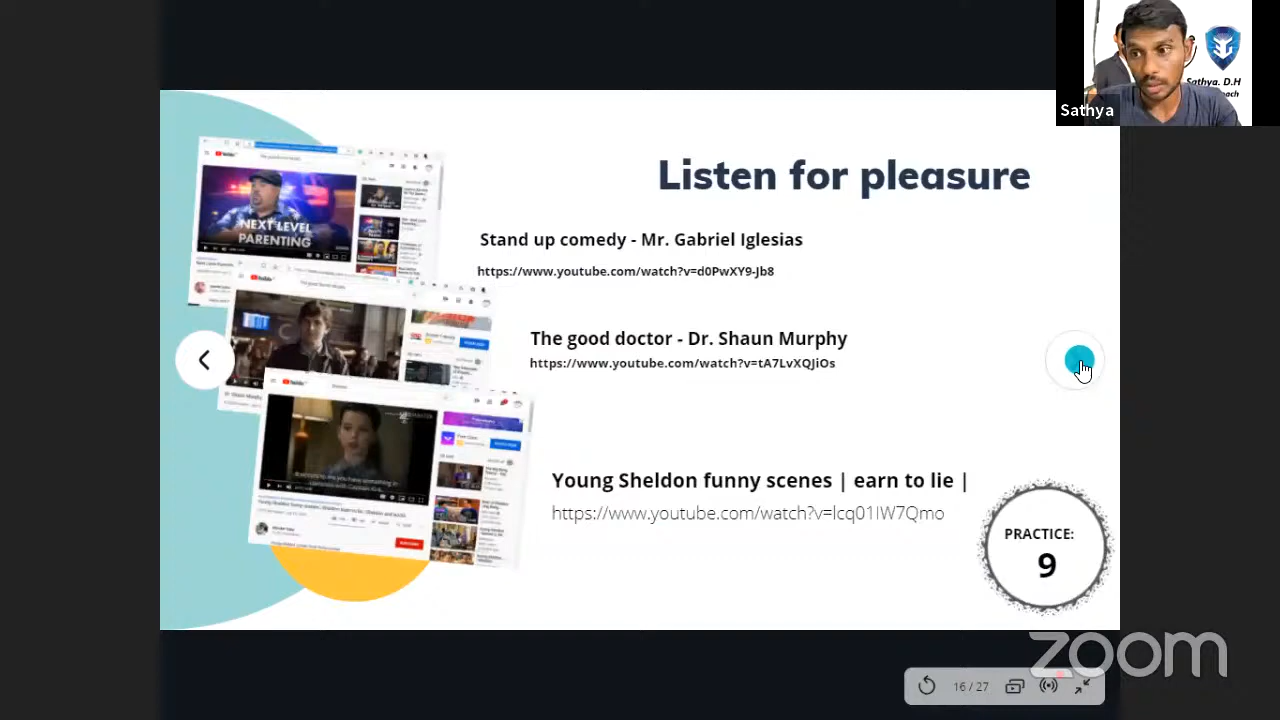 Sathya. D.H
Sathya
Listen for pleasure
Stand up comedy - Mr. Gabriel Iglesias
https://www.youtube.com/watch?v=d0PwXY9-Jb8
NEXT LEVEL
PARENTING
The good doctor - Dr. Shaun Murphy
https://www.youtube.com/watch?v=tA7LvXQJiOs
Young Sheldon funny scenes | earn to lie |
https://www.youtube.com/watch?v=icq01IW7Qmo
PRACTICE:
9
zoom
16 / 27